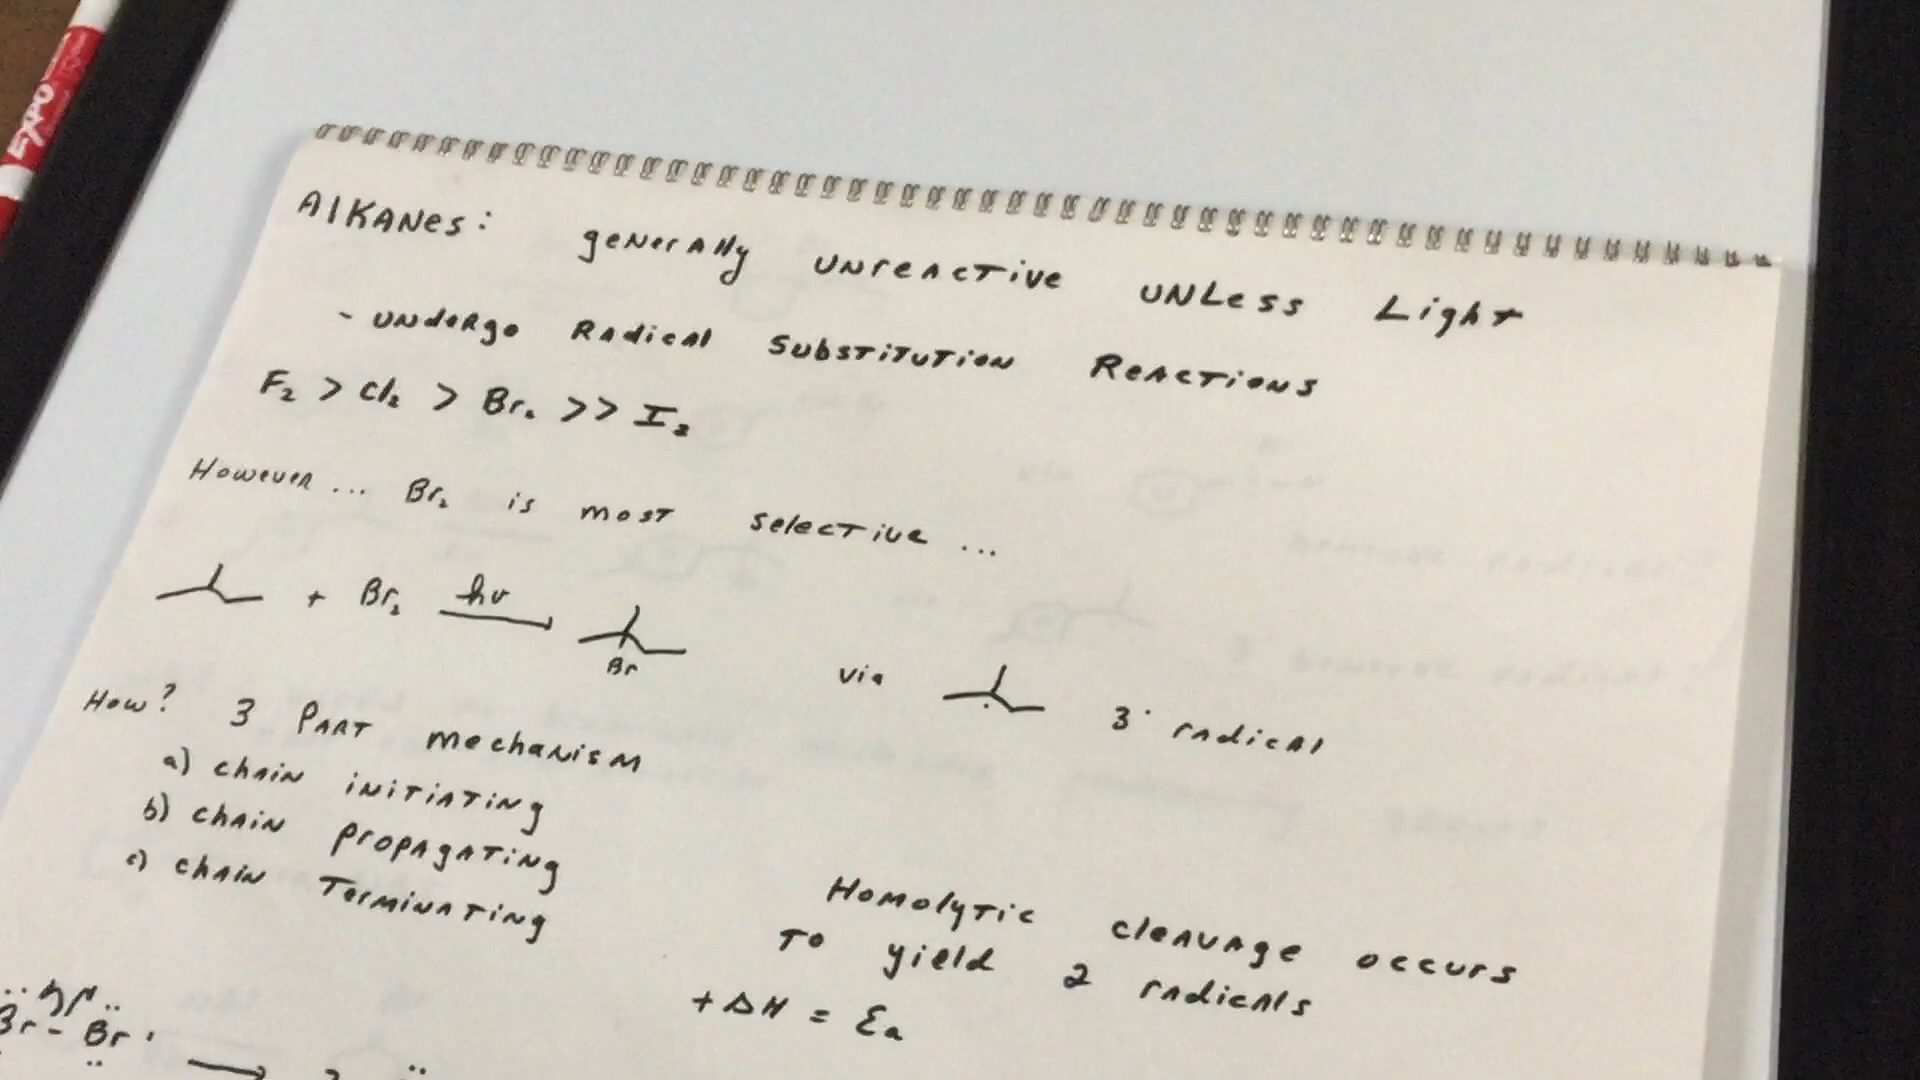 EXPO
AlKANes: generAlly unreactive unLess Light
- undergo Radical Substitution Reactions
F₂ > Cl₂ > Br₂ >> I₂
However... Br₂ is most selective ...
+ Br₂ hν
Br
via
3° radical
How? 3 Part mechanism
a) chain initiating
b) chain propagating
c) chain Terminating
Homolytic cleavage occurs
To yield 2 radicals
+ΔH = Ea
Br - Br